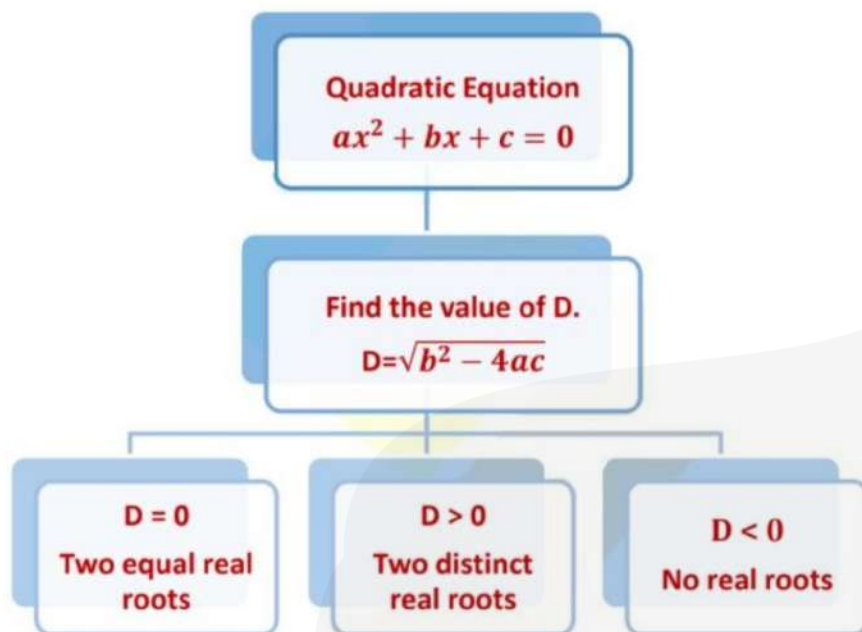 Quadratic Equation
ax² + bx + c = 0
Find the value of D.
D=√b² − 4ac
D = 0
Two equal real
roots
D > 0
Two distinct
real roots
D < 0
No real roots